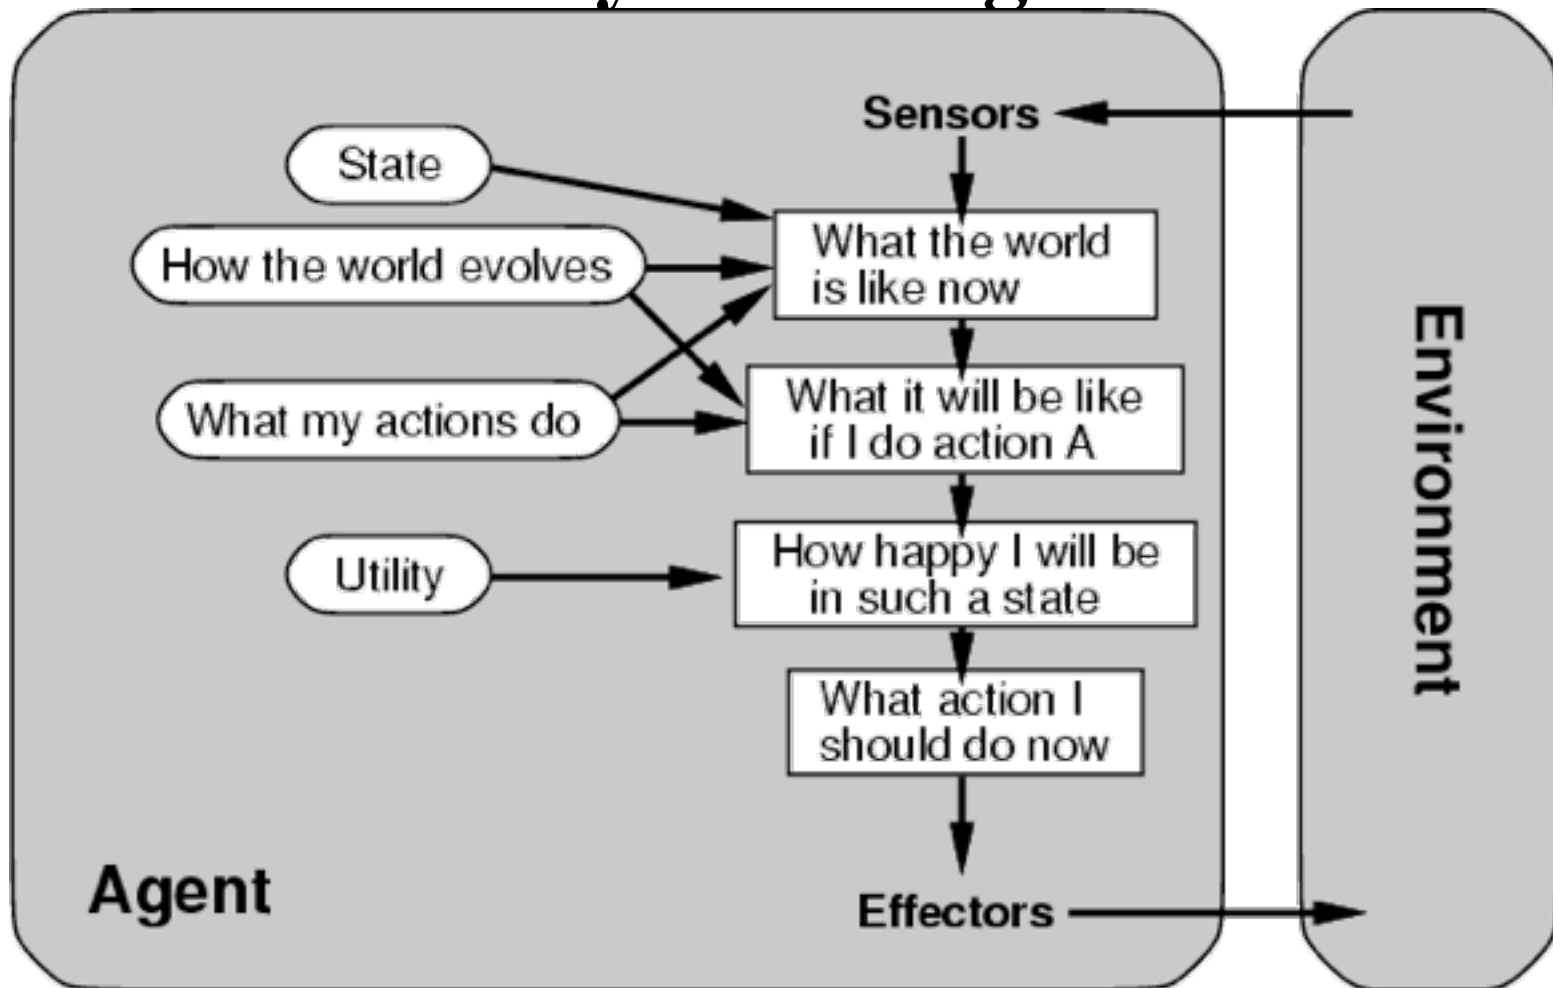 Sensors
State
What the world
is like now
How the world evolves
What it will be like
if I do action A
What my actions do
How happy I will be
in such a state
Utility
What action I
should do now
Effectors
Agent
Environment